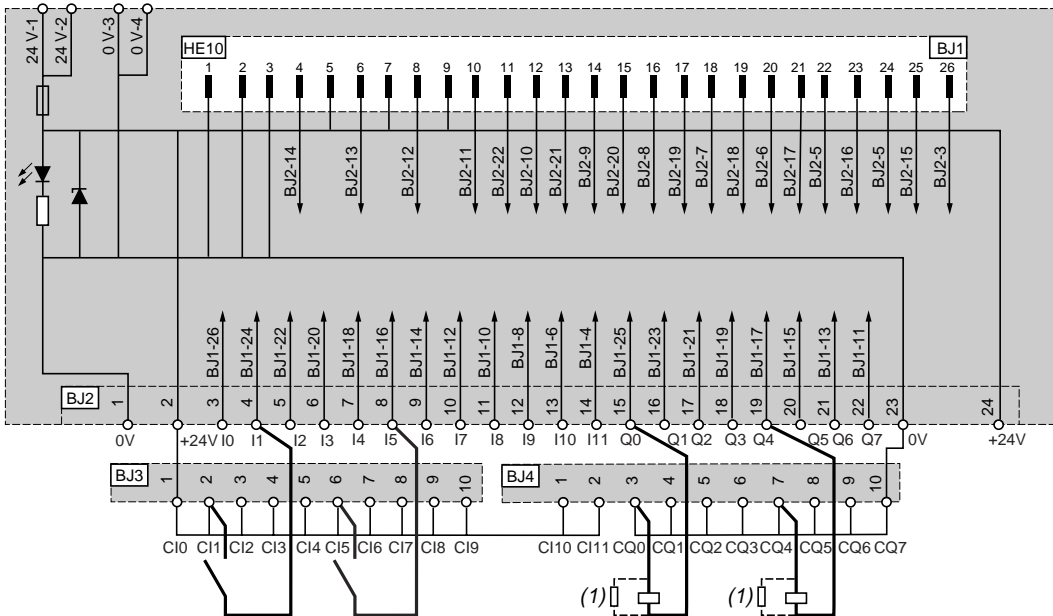 24 V-1
24 V-2
0 V-3
0 V-4
HE10
BJ1
1 2 3 4 5 6 7 8 9 10 11 12 13 14 15 16 17 18 19 20 21 22 23 24 25 26
BJ2-14
BJ2-13
BJ2-12
BJ2-11
BJ2-22
BJ2-10
BJ2-21
BJ2-9
BJ2-20
BJ2-8
BJ2-19
BJ2-7
BJ2-18
BJ2-6
BJ2-17
BJ2-5
BJ2-16
BJ2-5
BJ2-15
BJ2-3
BJ1-26
BJ1-24
BJ1-22
BJ1-20
BJ1-18
BJ1-16
BJ1-14
BJ1-12
BJ1-10
BJ1-8
BJ1-6
BJ1-4
BJ1-25
BJ1-23
BJ1-21
BJ1-19
BJ1-17
BJ1-15
BJ1-13
BJ1-11
BJ2
1 2 3 4 5 6 7 8 9 10 11 12 13 14 15 16 17 18 19 20 21 22 23 24
0V +24V I0 I1 I2 I3 I4 I5 I6 I7 I8 I9 I10 I11 Q0 Q1 Q2 Q3 Q4 Q5 Q6 Q7 0V +24V
BJ3
1 2 3 4 5 6 7 8 9 10
BJ4
1 2 3 4 5 6 7 8 9 10
CI0 CI1 CI2 CI3 CI4 CI5 CI6 CI7 CI8 CI9 CI10 CI11 CQ0 CQ1 CQ2 CQ3 CQ4 CQ5 CQ6 CQ7
(1)
(1)